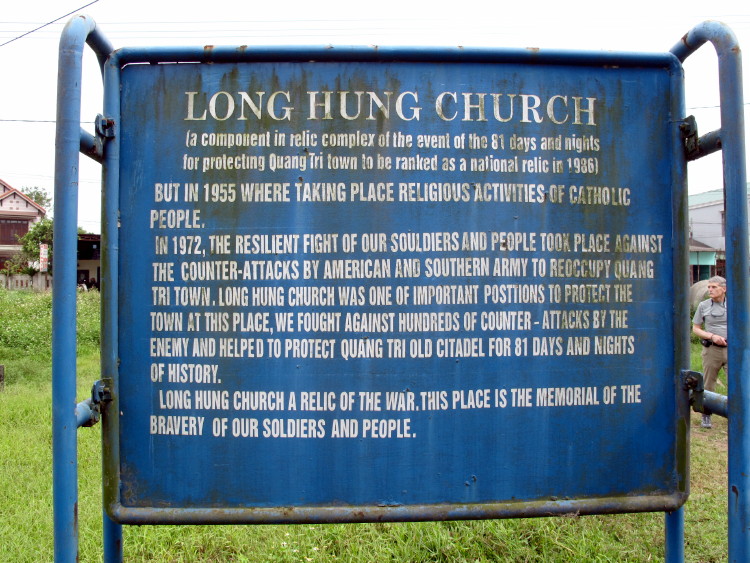 LONG HUNG CHURCH
(a component in relic complex of the event of the 81 days and nights
for protecting Quang Tri town to be ranked as a national relic in 1986)
BUT IN 1955 WHERE TAKING PLACE RELIGIOUS ACTIVITIES OF CATHOLIC
PEOPLE.
IN 1972, THE RESILIENT FIGHT OF OUR SOULDIERS AND PEOPLE TOOK PLACE AGAINST
THE COUNTER-ATTACKS BY AMERICAN AND SOUTHERN ARMY TO REOCCUPY QUANG
TRI TOWN. LONG HUNG CHURCH WAS ONE OF IMPORTANT POSTIIONS TO PROTECT THE
TOWN AT THIS PLACE, WE FOUGHT AGAINST HUNDREDS OF COUNTER - ATTACKS BY THE
ENEMY AND HELPED TO PROTECT QUANG TRI OLD CITADEL FOR 81 DAYS AND NIGHTS
OF HISTORY.
LONG HUNG CHURCH A RELIC OF THE WAR. THIS PLACE IS THE MEMORIAL OF THE
BRAVERY OF OUR SOLDIERS AND PEOPLE.